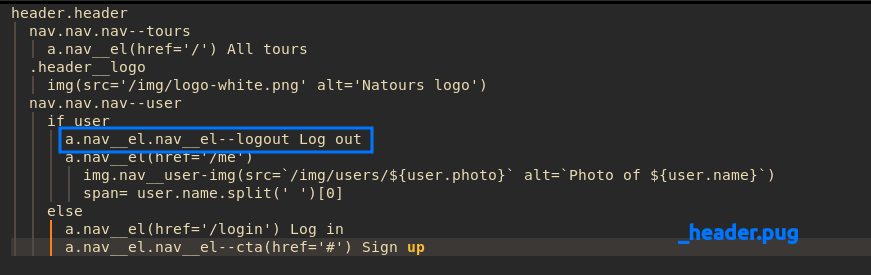 header.header
nav.nav.nav--tours
a.nav__el(href='/') All tours
.header__logo
img(src='/img/logo-white.png' alt='Natours logo')
nav.nav.nav--user
if user
a.nav__el.nav__el--logout Log out
a.nav__el(href='/me')
img.nav__user-img(src=`/img/users/${user.photo}` alt=`Photo of ${user.name}`)
span= user.name.split(' ')[0]
else
a.nav__el(href='/login') Log in
a.nav__el.nav__el--cta(href='#') Sign up
_header.pug